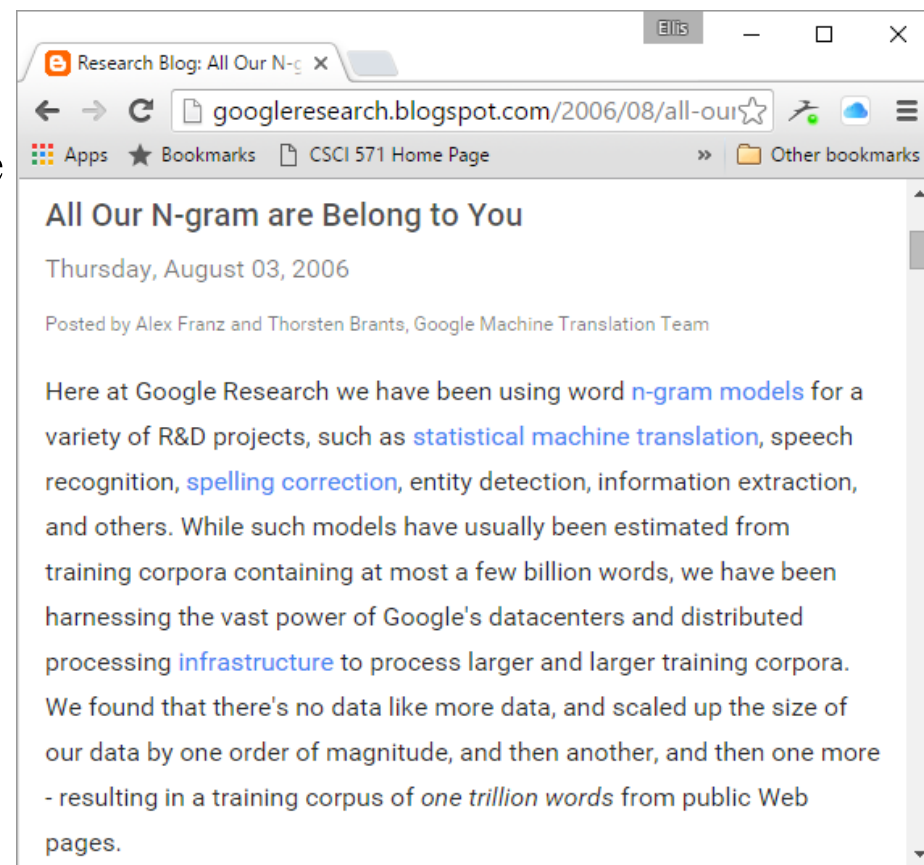 Ellis
Research Blog: All Our N-g
googleresearch.blogspot.com/2006/08/all-our
Apps Bookmarks CSCI 571 Home Page » Other bookmarks
All Our N-gram are Belong to You
Thursday, August 03, 2006
Posted by Alex Franz and Thorsten Brants, Google Machine Translation Team
Here at Google Research we have been using word n-gram models for a
variety of R&D projects, such as statistical machine translation, speech
recognition, spelling correction, entity detection, information extraction,
and others. While such models have usually been estimated from
training corpora containing at most a few billion words, we have been
harnessing the vast power of Google's datacenters and distributed
processing infrastructure to process larger and larger training corpora.
We found that there's no data like more data, and scaled up the size of
our data by one order of magnitude, and then another, and then one more
- resulting in a training corpus of one trillion words from public Web
pages.